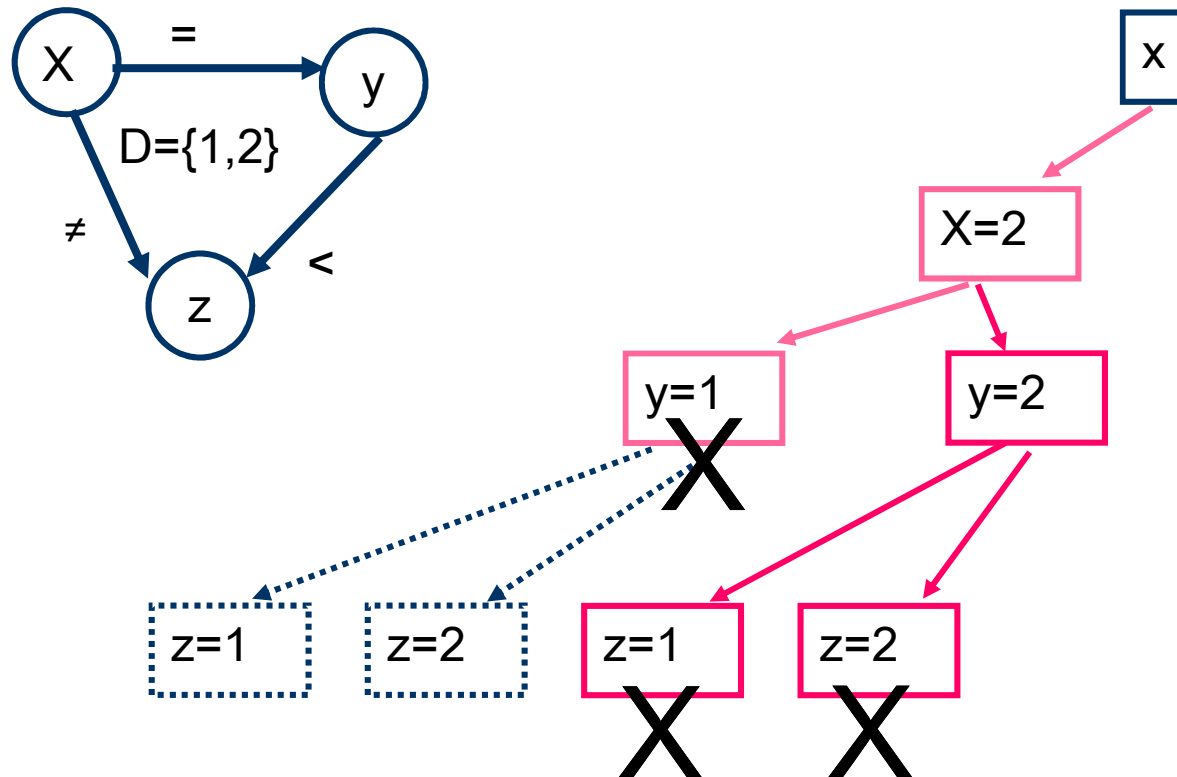 =
X
y
x
D={1,2}
≠
<
z
X=2
y=1
y=2
X
z=1
z=2
z=1
z=2
X
X